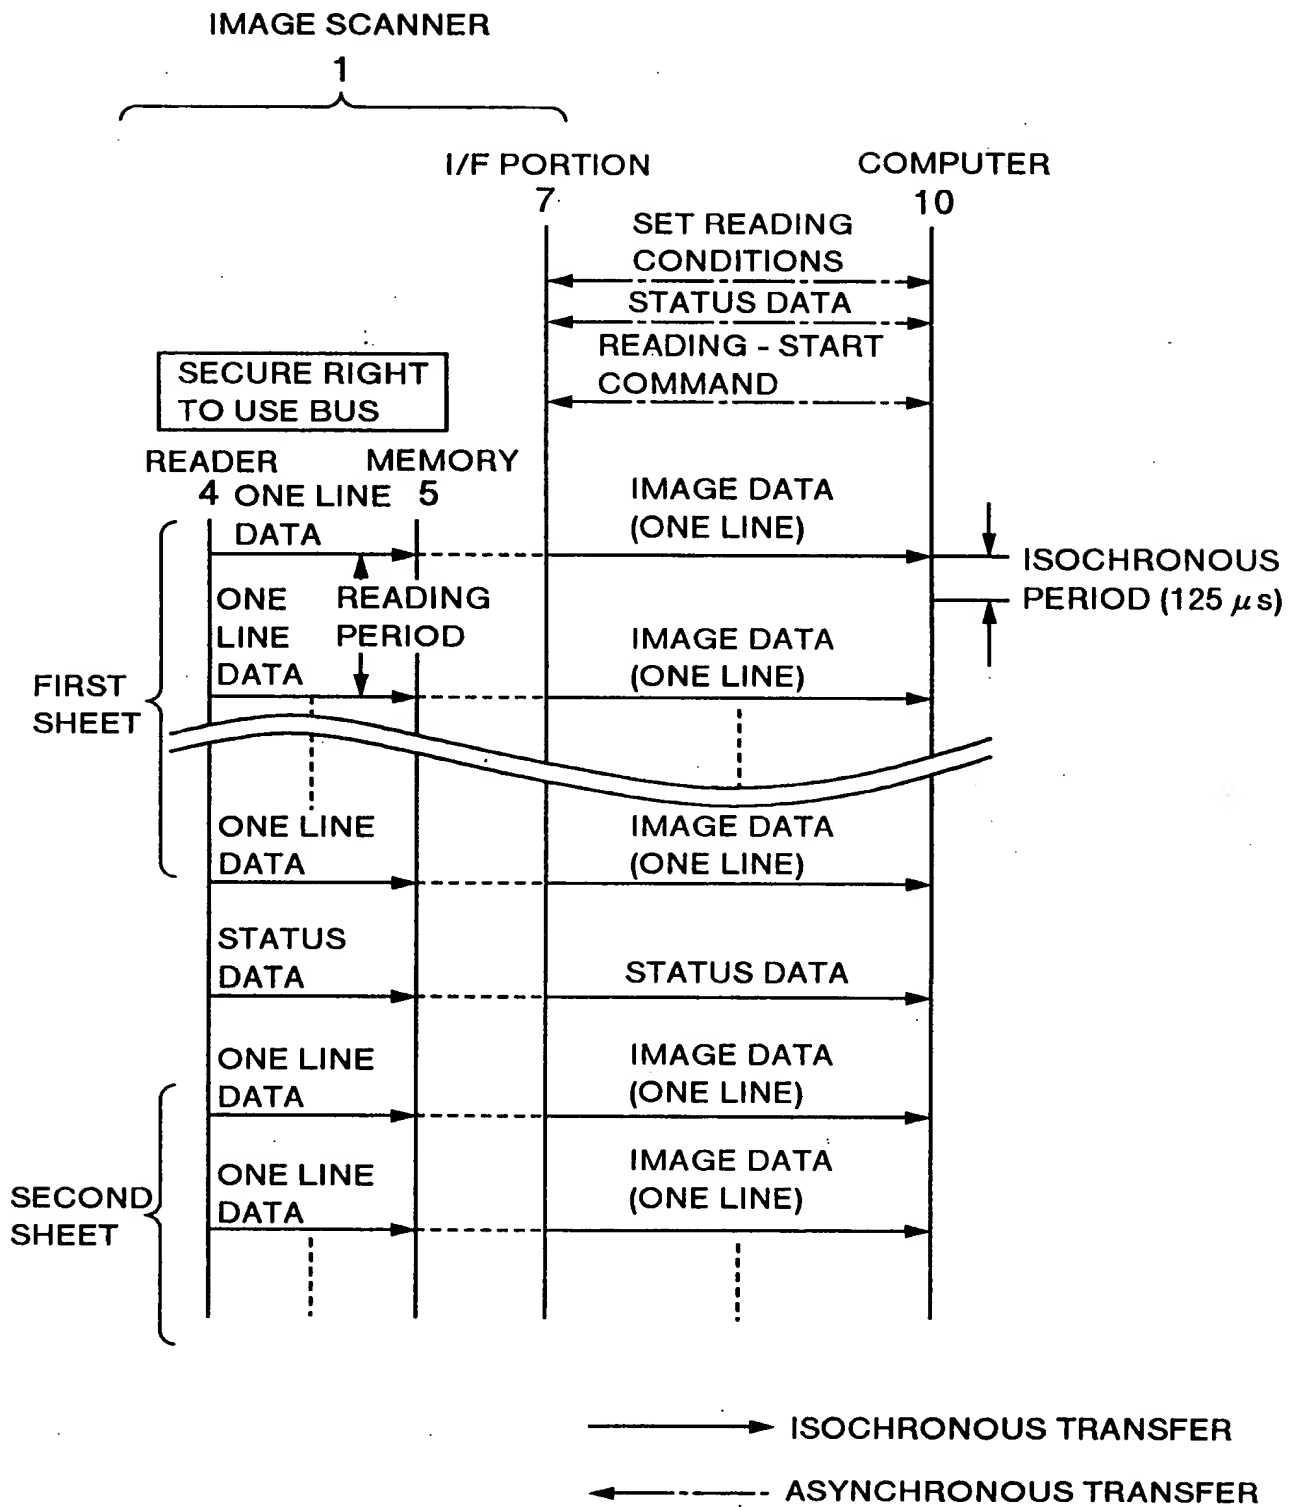 IMAGE SCANNER
1
I/F PORTION
7
COMPUTER
10
SET READING
CONDITIONS
STATUS DATA
READING - START
COMMAND
SECURE RIGHT
TO USE BUS
READER
4
MEMORY
5
ONE LINE
DATA
IMAGE DATA
(ONE LINE)
ISOCHRONOUS
PERIOD (125 μs)
ONE
LINE
DATA
READING
PERIOD
IMAGE DATA
(ONE LINE)
FIRST
SHEET
ONE LINE
DATA
IMAGE DATA
(ONE LINE)
STATUS
DATA
STATUS DATA
ONE LINE
DATA
IMAGE DATA
(ONE LINE)
ONE LINE
DATA
IMAGE DATA
(ONE LINE)
SECOND
SHEET
ISOCHRONOUS TRANSFER
ASYNCHRONOUS TRANSFER